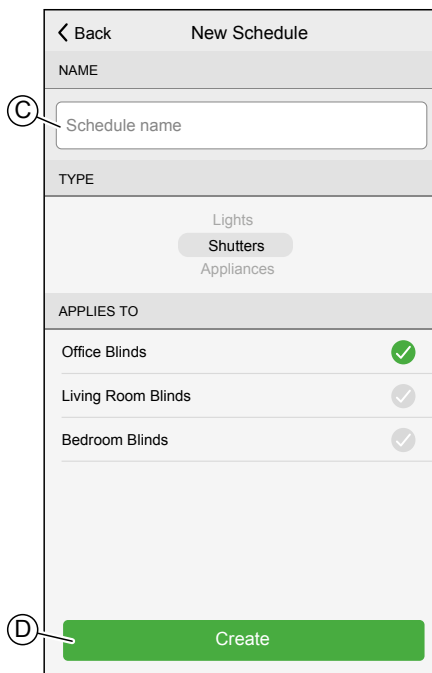 Back New Schedule
NAME
C
Schedule name
TYPE
Lights
Shutters
Appliances
APPLIES TO
Office Blinds
Living Room Blinds
Bedroom Blinds
D
Create